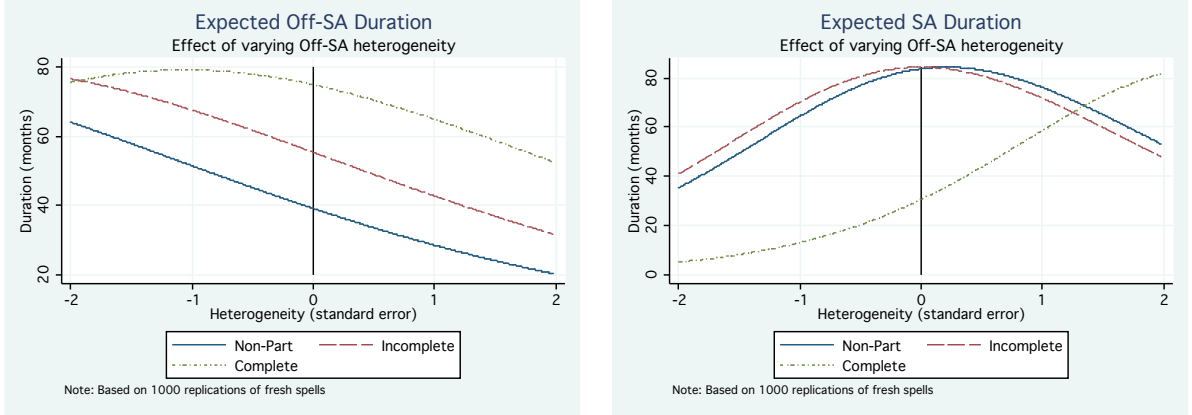 Expected Off-SA Duration
Effect of varying Off-SA heterogeneity
Duration (months)
80
60
40
20
-2 -1 0 1 2
Heterogeneity (standard error)
Non-Part Incomplete
Complete
Note: Based on 1000 replications of fresh spells
Expected SA Duration
Effect of varying Off-SA heterogeneity
Duration (months)
80
60
40
20
0
-2 -1 0 1 2
Heterogeneity (standard error)
Non-Part Incomplete
Complete
Note: Based on 1000 replications of fresh spells